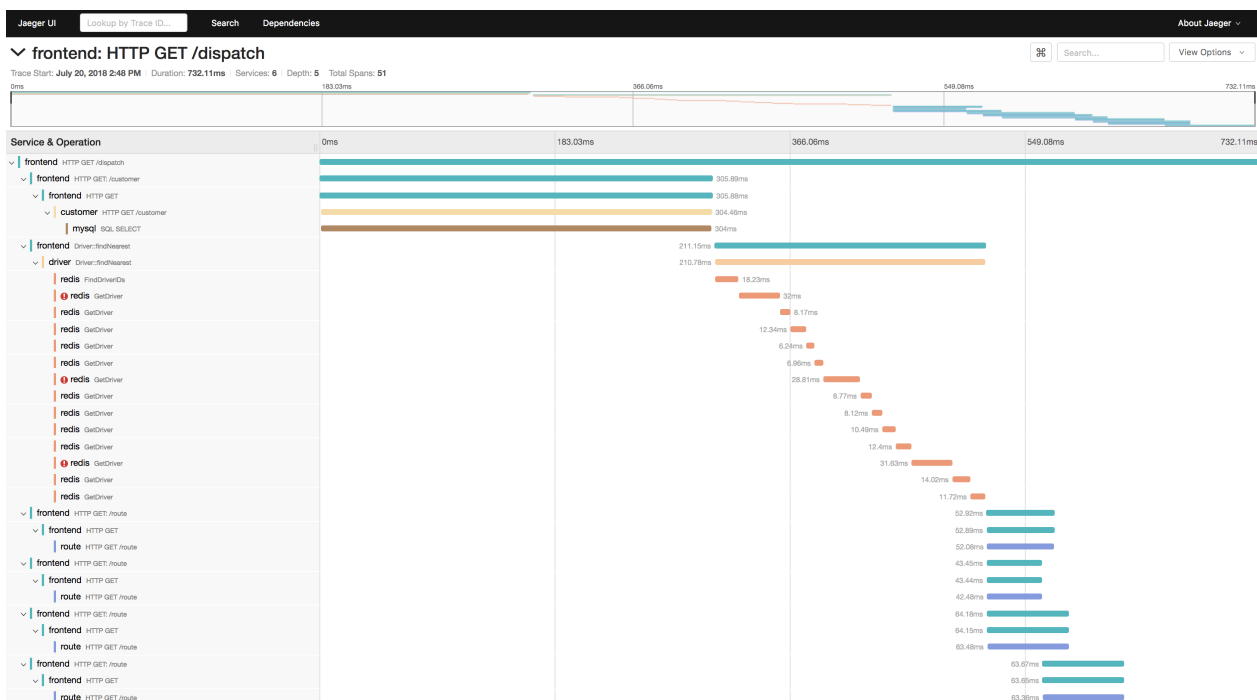 Jaeger UI Lookup by Trace ID... Search Dependencies About Jaeger
frontend: HTTP GET /dispatch ⌘ Search... View Options
Trace Start: July 20, 2018 2:48 PM Duration: 732.11ms Services: 6 Depth: 5 Total Spans: 51
0ms 183.03ms 366.06ms 549.08ms 732.11ms
Service & Operation 0ms 183.03ms 366.06ms 549.08ms 732.11ms
frontend HTTP GET /dispatch
frontend HTTP GET: /customer 305.89ms
frontend HTTP GET 305.88ms
customer HTTP GET /customer 304.46ms
mysql SQL SELECT 304ms
frontend Driver::findNearest 211.15ms
driver Driver::findNearest 210.78ms
redis FindDriverIDs 18.23ms
redis GetDriver 32ms
redis GetDriver 8.17ms
redis GetDriver 12.34ms
redis GetDriver 6.24ms
redis GetDriver 6.96ms
redis GetDriver 28.81ms
redis GetDriver 8.77ms
redis GetDriver 8.12ms
redis GetDriver 10.49ms
redis GetDriver 12.4ms
redis GetDriver 31.63ms
redis GetDriver 14.02ms
redis GetDriver 11.72ms
frontend HTTP GET: /route 52.92ms
frontend HTTP GET 52.89ms
route HTTP GET /route 52.08ms
frontend HTTP GET: /route 43.45ms
frontend HTTP GET 43.44ms
route HTTP GET /route 42.48ms
frontend HTTP GET: /route 64.18ms
frontend HTTP GET 64.15ms
route HTTP GET /route 63.48ms
frontend HTTP GET: /route 63.67ms
frontend HTTP GET 63.65ms
route HTTP GET /route 63.36ms